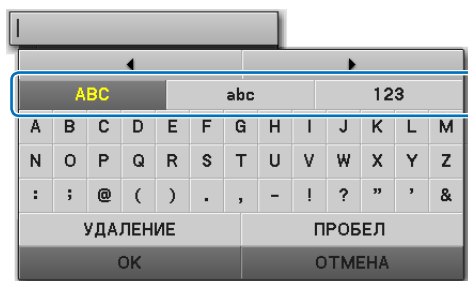 ABC abc 123
A B C D E F G H I J K L M
N O P Q R S T U V W X Y Z
: ; @ ( ) . , - ! ? ” ’ &
УДАЛЕНИЕ ПРОБЕЛ
OK ОТМЕНА